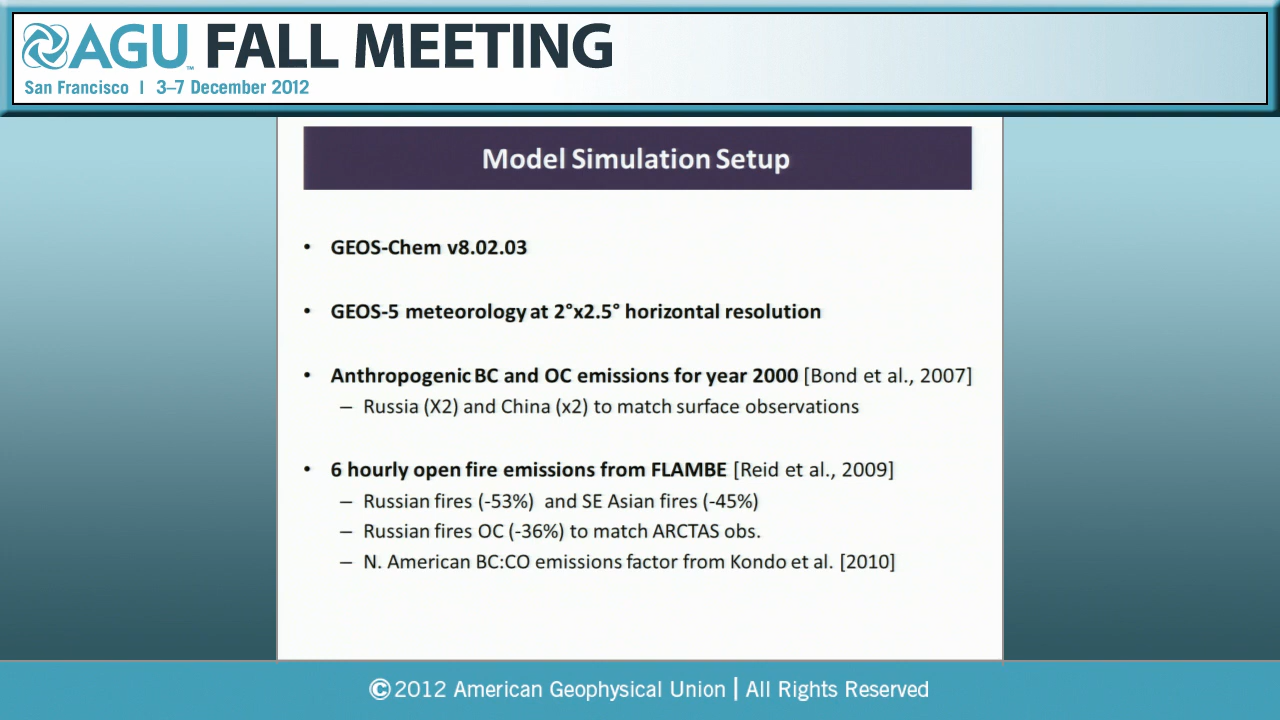 AGU™ FALL MEETING
San Francisco | 3–7 December 2012
Model Simulation Setup
• GEOS-Chem v8.02.03
• GEOS-5 meteorology at 2°x2.5° horizontal resolution
• Anthropogenic BC and OC emissions for year 2000 [Bond et al., 2007]
– Russia (X2) and China (x2) to match surface observations
• 6 hourly open fire emissions from FLAMBE [Reid et al., 2009]
– Russian fires (-53%) and SE Asian fires (-45%)
– Russian fires OC (-36%) to match ARCTAS obs.
– N. American BC:CO emissions factor from Kondo et al. [2010]
©2012 American Geophysical Union | All Rights Reserved